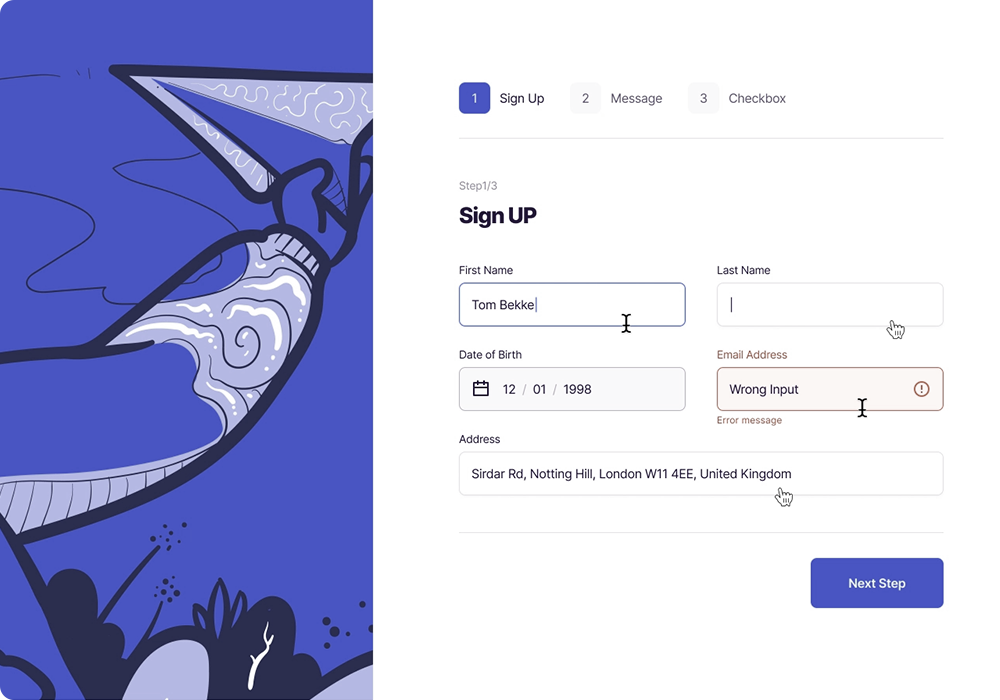 1 Sign Up 2 Message 3 Checkbox
Step1/3
Sign UP
First Name Last Name
Tom Bekke
Date of Birth Email Address
12 / 01 / 1998 Wrong Input
Error message
Address
Sirdar Rd, Notting Hill, London W11 4EE, United Kingdom
Next Step